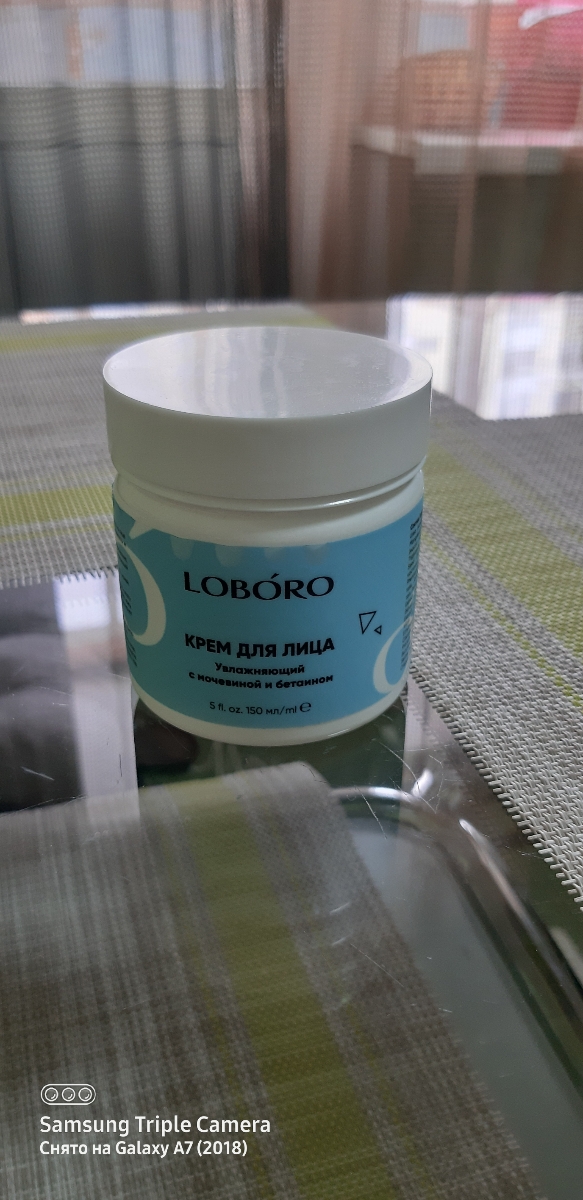 LOBÓRO
КРЕМ ДЛЯ ЛИЦА
Увлажняющий
с мочевиной и бетаином
5 fl. oz. 150 мл/ml ℮
Samsung Triple Camera
Снято на Galaxy A7 (2018)